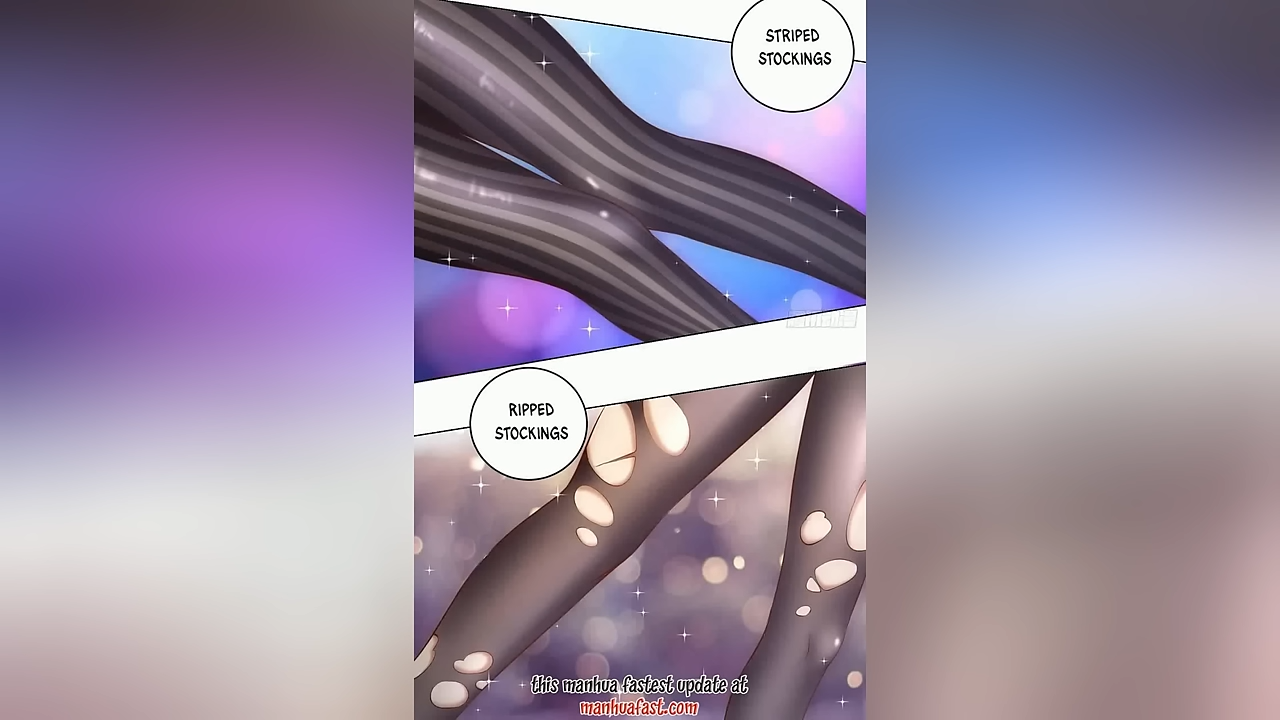 STRIPED
STOCKINGS
RIPPED
STOCKINGS
this manhua fastest update at
manhuafast.com